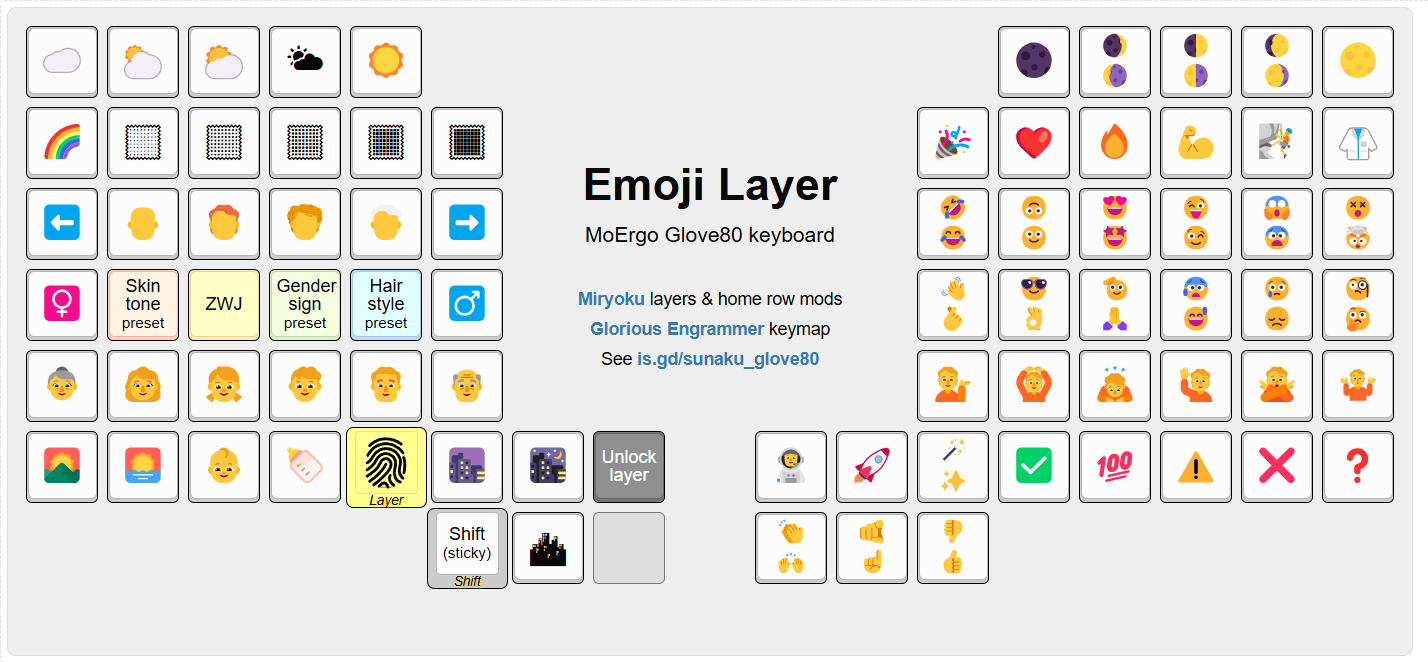 Emoji Layer
MoErgo Glove80 keyboard
Miryoku layers & home row mods
Glorious Engrammer keymap
See is.gd/sunaku_glove80
Skin
tone
preset
ZWJ
Gender
sign
preset
Hair
style
preset
Layer
Unlock
layer
100
Shift
(sticky)
Shift